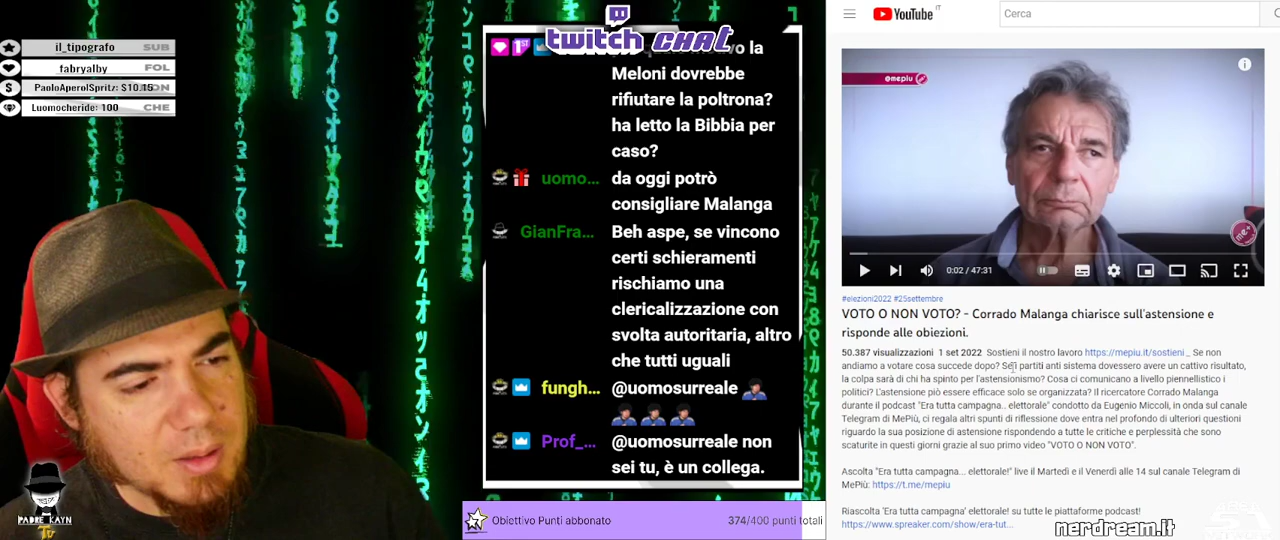 il_tipografo SUB
fabryalby FOL
PaoloAperolSpritz: $10.15
Luomocheride: 100 CHE
PADRE KAYN
TV
twitch CHAT
la
Meloni dovrebbe
rifiutare la poltrona?
ha letto la Bibbia per
caso?
uomo... da oggi potrò
consigliare Malanga
GianFra... Beh aspe, se vincono
certi schieramenti
rischiamo una
clericalizzazione con
svolta autoritaria, altro
che tutti uguali
fungh... @uomosurreale
Prof_... @uomosurreale non
sei tu, è un collega.
Obiettivo Punti abbonato 374/400 punti totali
YouTube IT
Cerca
@mepiu
me+
0:02 / 47:31
#elezioni2022 #25settembre
VOTO O NON VOTO? - Corrado Malanga chiarisce sull'astensione e
risponde alle obiezioni.
50.387 visualizzazioni 1 set 2022 Sostieni il nostro lavoro https://mepiu.it/sostieni_ Se non
andiamo a votare cosa succede dopo? Se i partiti anti sistema dovessero avere un cattivo risultato,
la colpa sarà di chi ha spinto per l'astensionismo? Cosa ci comunicano a livello piennellistico i
politici? L'astensione può essere efficace solo se organizzata? Il ricercatore Corrado Malanga
durante il podcast "Era tutta campagna.. elettorale" condotto da Eugenio Miccoli, in onda sul canale
Telegram di MePiù, ci regala altri spunti di riflessione dove entra nel profondo di ulteriori questioni
riguardo la sua posizione di astensione rispondendo a tutte le critiche e perplessità che sono
scaturite in questi giorni grazie al suo primo video "VOTO O NON VOTO".
Ascolta "Era tutta campagna... elettorale!" live il Martedì e il Venerdì alle 14 sul canale Telegram di
MePiù: https://t.me/mepiu
Riascolta 'Era tutta campagna' elettorale! su tutte le piattaforme podcast!
https://www.spreaker.com/show/era-tut...
nerdream.it